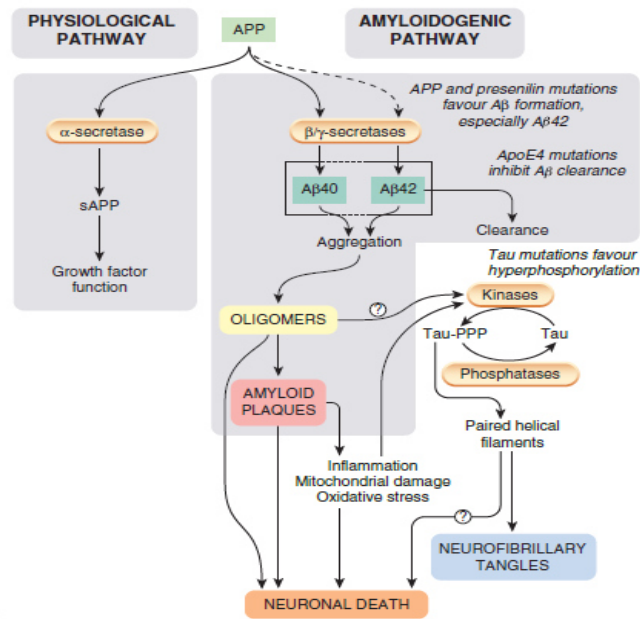 PHYSIOLOGICAL
PATHWAY
APP
AMYLOIDOGENIC
PATHWAY
APP and presenilin mutations
favour Aβ formation,
especially Aβ42
α-secretase
β/γ-secretases
ApoE4 mutations
inhibit Aβ clearance
sAPP
Aβ40
Aβ42
Growth factor
function
Aggregation
Clearance
Tau mutations favour
hyperphosphorylation
Kinases
OLIGOMERS
?
Tau-PPP
Tau
Phosphatases
AMYLOID
PLAQUES
Paired helical
filaments
Inflammation
Mitochondrial damage
Oxidative stress
?
NEUROFIBRILLARY
TANGLES
NEURONAL DEATH